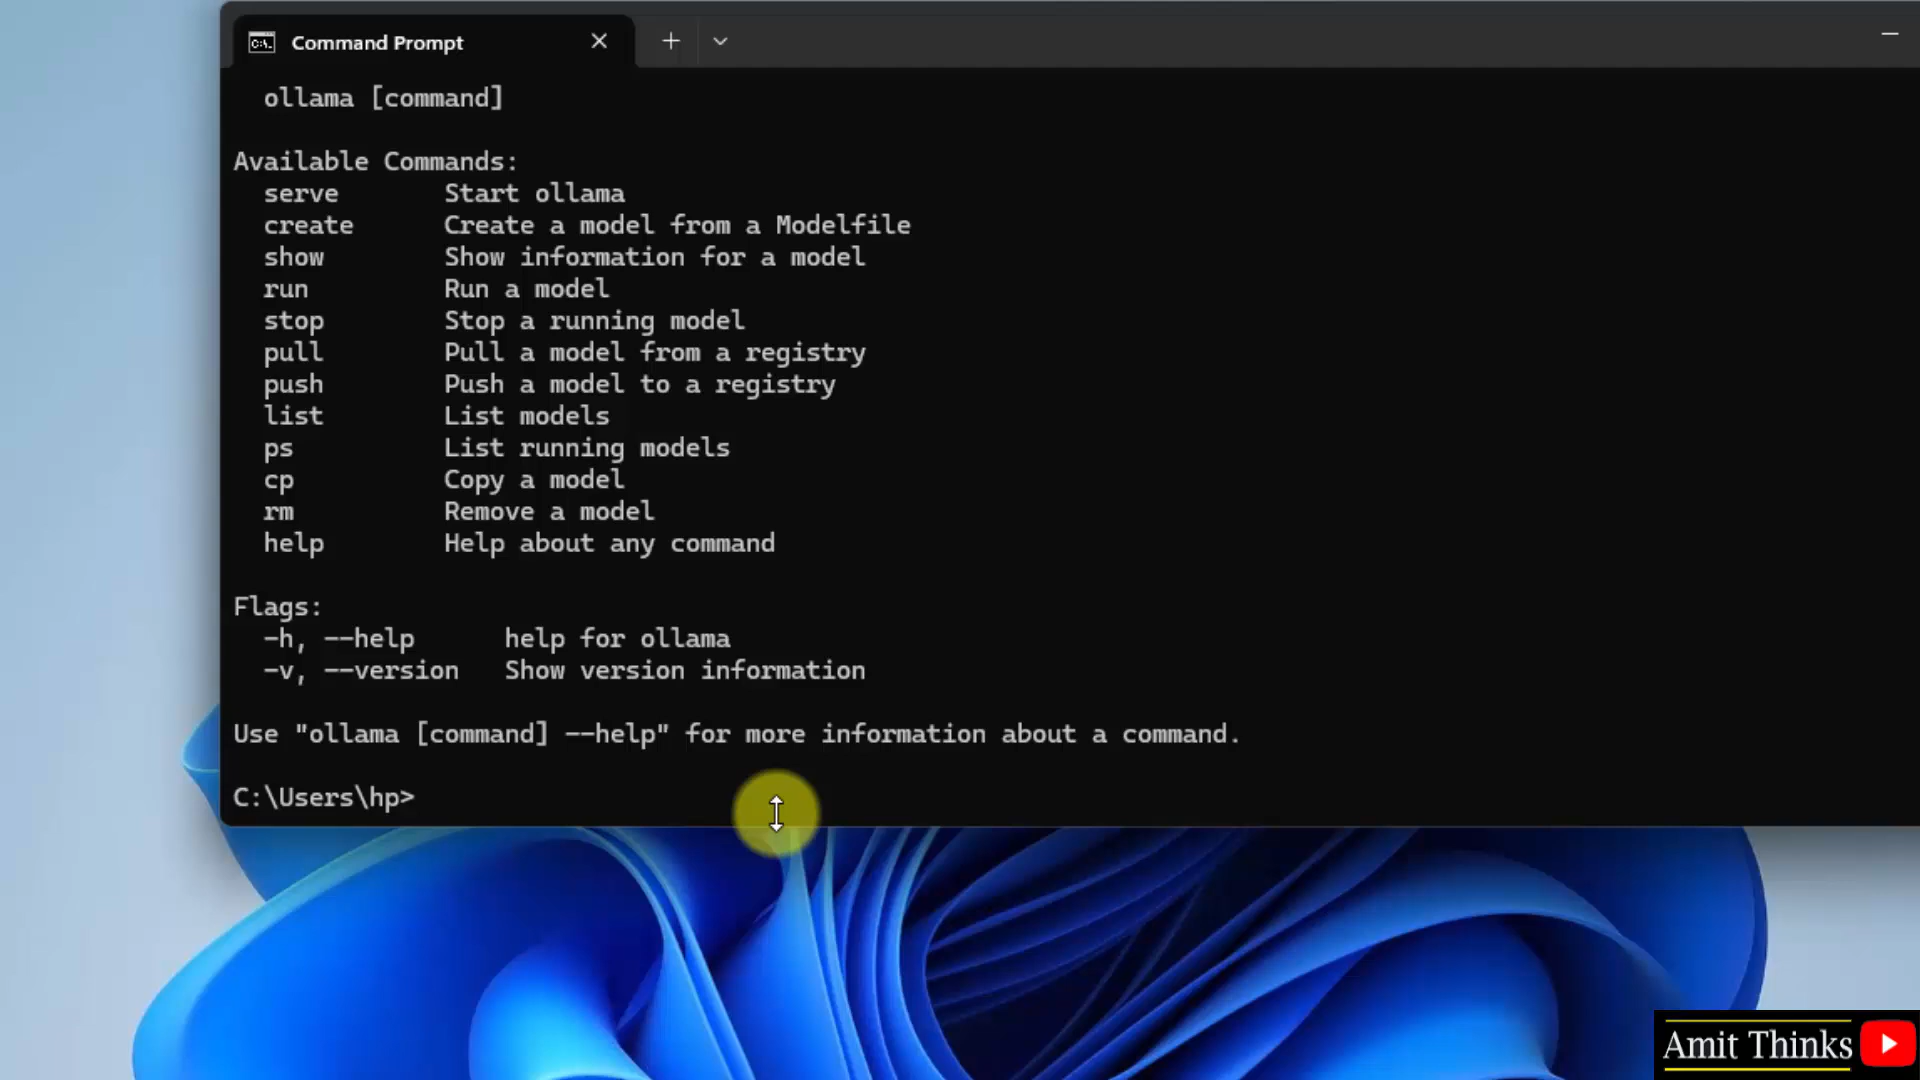 Command Prompt
ollama [command]
Available Commands:
serve Start ollama
create Create a model from a Modelfile
show Show information for a model
run Run a model
stop Stop a running model
pull Pull a model from a registry
push Push a model to a registry
list List models
ps List running models
cp Copy a model
rm Remove a model
help Help about any command
Flags:
-h, --help help for ollama
-v, --version Show version information
Use "ollama [command] --help" for more information about a command.
C:\Users\hp>
Amit Thinks